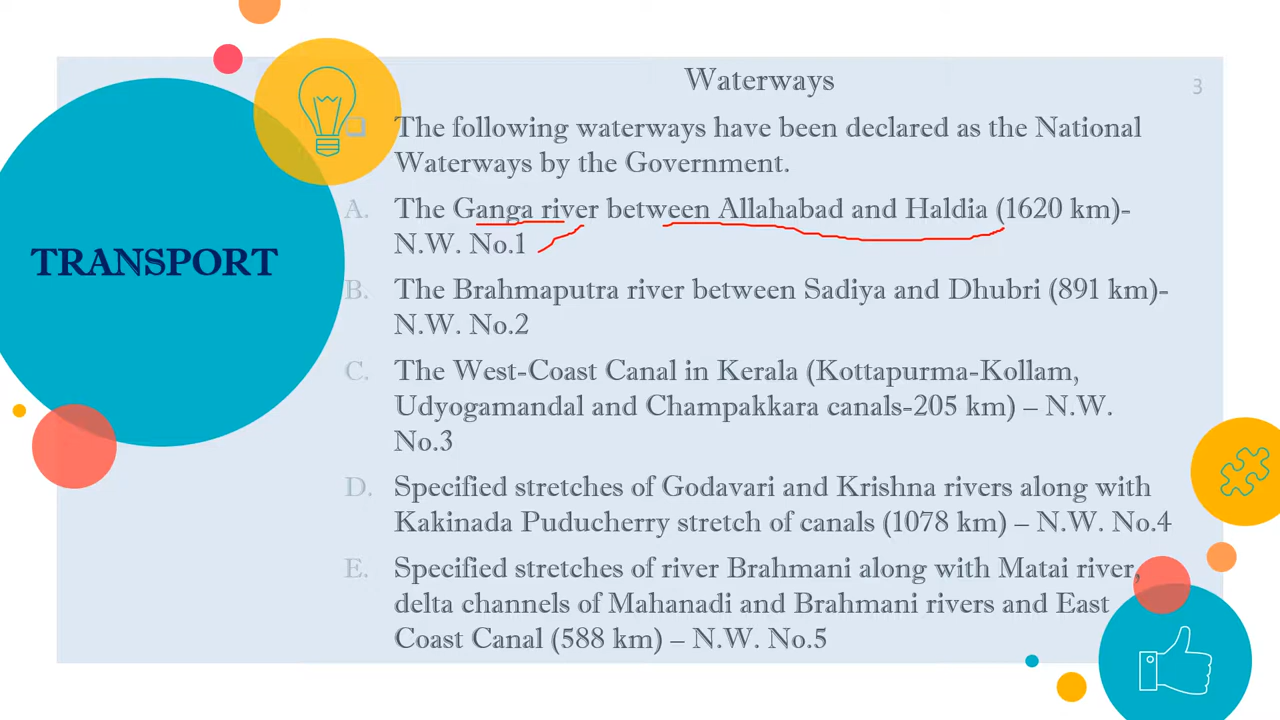 Waterways
3
The following waterways have been declared as the National
Waterways by the Government.
A. The Ganga river between Allahabad and Haldia (1620 km)-
N.W. No.1
TRANSPORT
B. The Brahmaputra river between Sadiya and Dhubri (891 km)-
N.W. No.2
C. The West-Coast Canal in Kerala (Kottapurma-Kollam,
Udyogamandal and Champakkara canals-205 km) – N.W.
No.3
D. Specified stretches of Godavari and Krishna rivers along with
Kakinada Puducherry stretch of canals (1078 km) – N.W. No.4
E. Specified stretches of river Brahmani along with Matai river,
delta channels of Mahanadi and Brahmani rivers and East
Coast Canal (588 km) – N.W. No.5